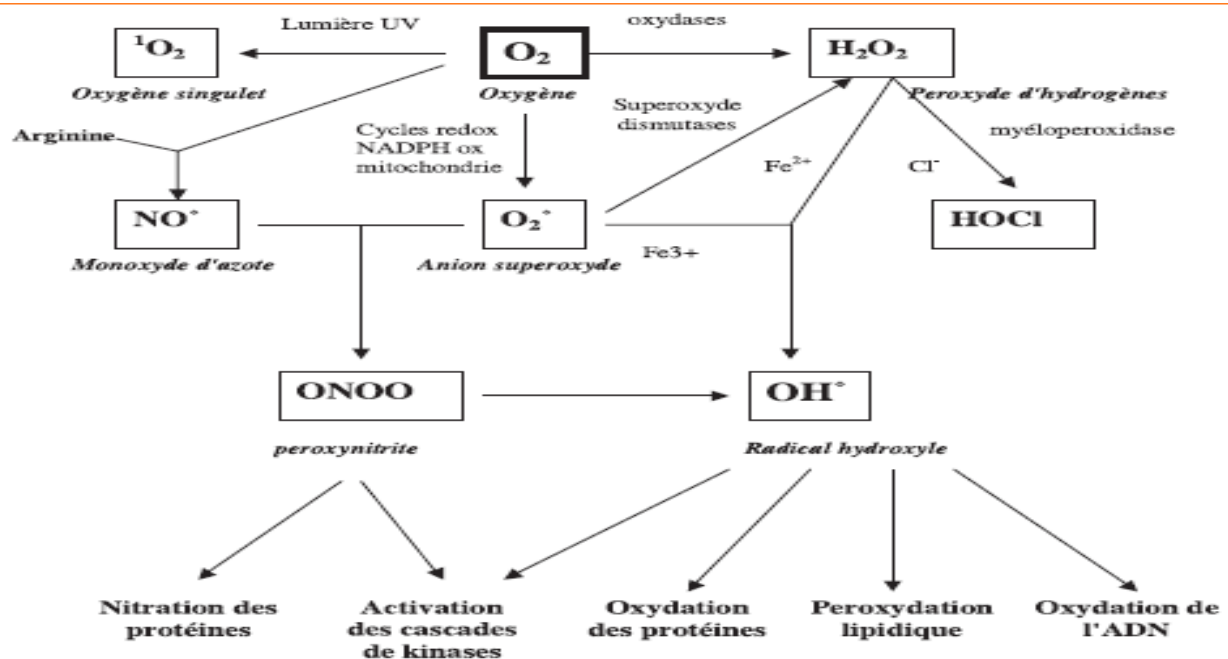 Lumière UV
oxydases
¹O₂
O₂
H₂O₂
Oxygène singulet
Oxygène
Peroxyde d'hydrogènes
Arginine
Cycles redox
NADPH ox
mitochondrie
Superoxyde
dismutases
myéloperoxidase
Fe²⁺
Cl⁻
NO°
O₂°
HOCl
Monoxyde d'azote
Anion superoxyde
Fe3+
ONOO
OH°
peroxynitrite
Radical hydroxyle
Nitration des
protéines
Activation
des cascades
de kinases
Oxydation
des protéines
Peroxydation
lipidique
Oxydation de
l'ADN